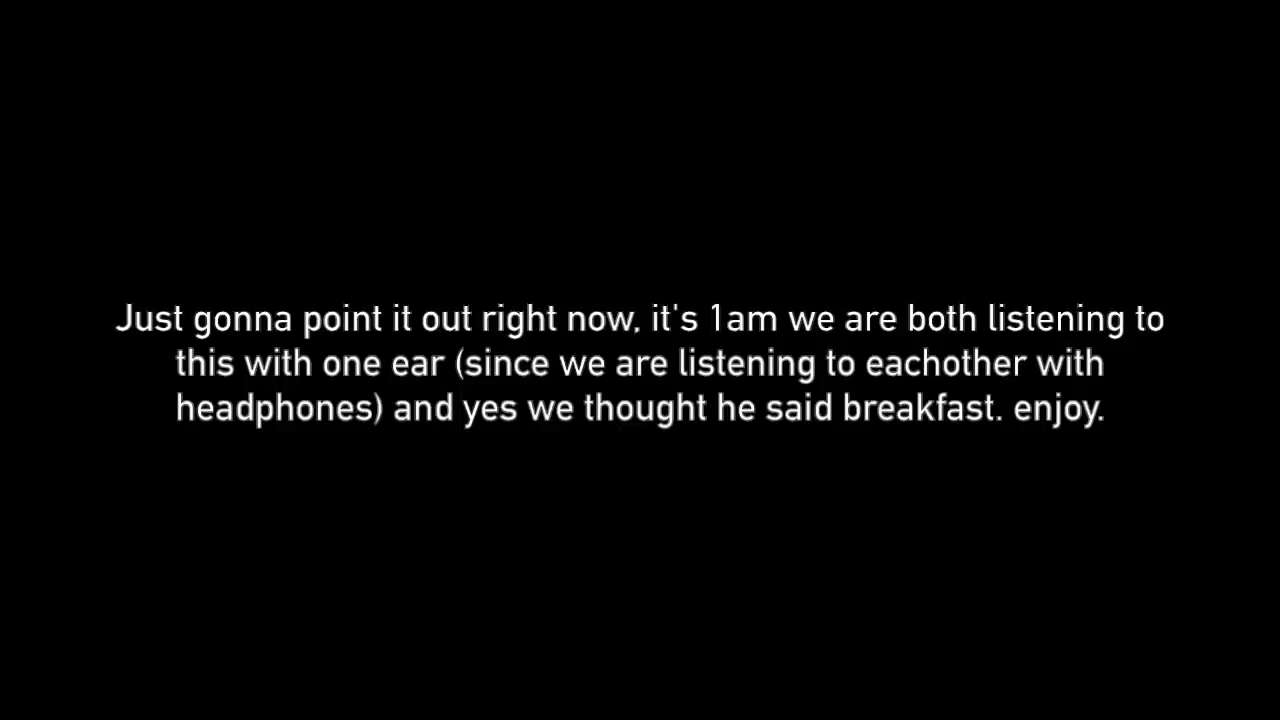 Just gonna point it out right now, it's 1am we are both listening to
this with one ear (since we are listening to eachother with
headphones) and yes we thought he said breakfast. enjoy.